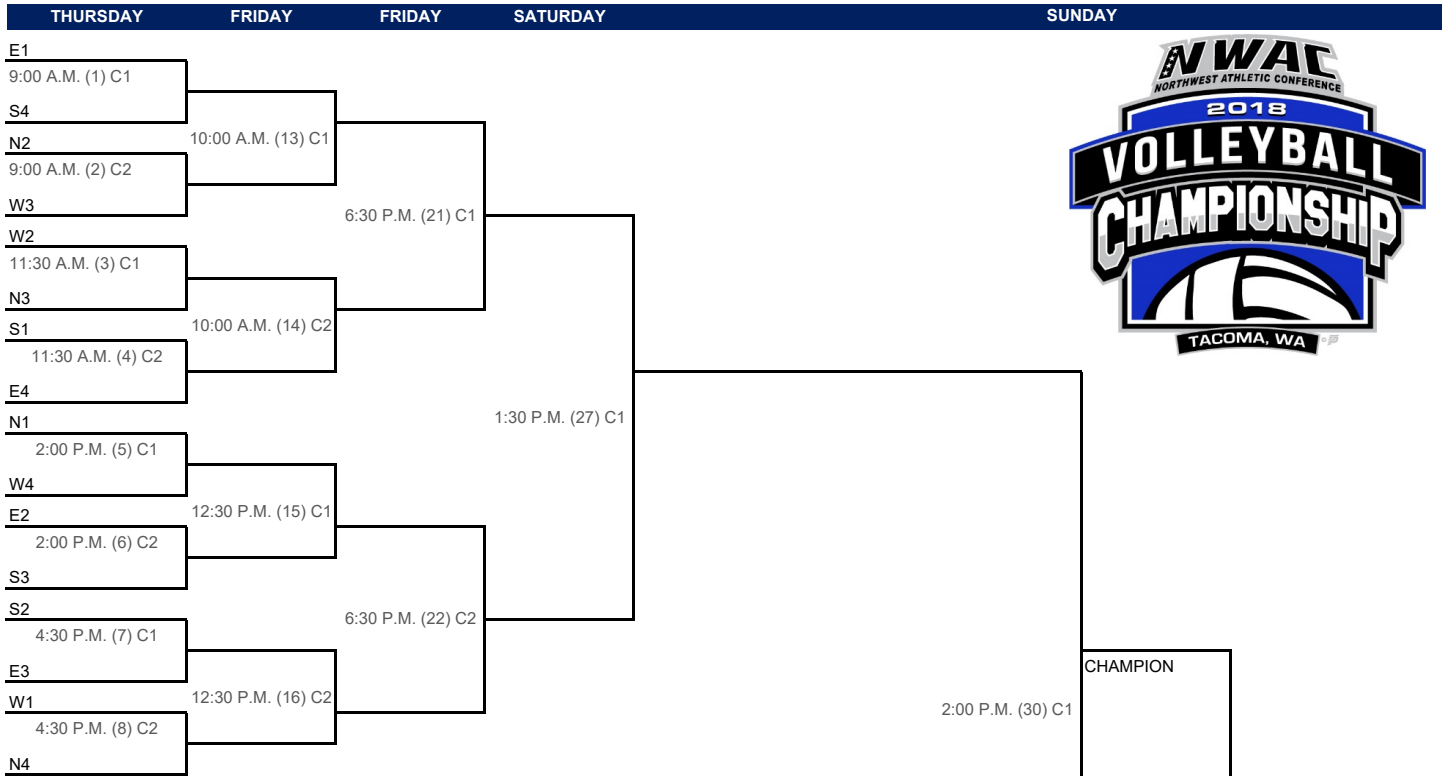 THURSDAY FRIDAY FRIDAY SATURDAY SUNDAY
E1
9:00 A.M. (1) C1
S4
N2
9:00 A.M. (2) C2
W3
W2
11:30 A.M. (3) C1
N3
S1
11:30 A.M. (4) C2
E4
N1
2:00 P.M. (5) C1
W4
E2
2:00 P.M. (6) C2
S3
S2
4:30 P.M. (7) C1
E3
W1
4:30 P.M. (8) C2
N4
10:00 A.M. (13) C1
10:00 A.M. (14) C2
12:30 P.M. (15) C1
12:30 P.M. (16) C2
6:30 P.M. (21) C1
6:30 P.M. (22) C2
1:30 P.M. (27) C1
2:00 P.M. (30) C1
CHAMPION
NWAC
NORTHWEST ATHLETIC CONFERENCE
2018
VOLLEYBALL
CHAMPIONSHIP
TACOMA, WA